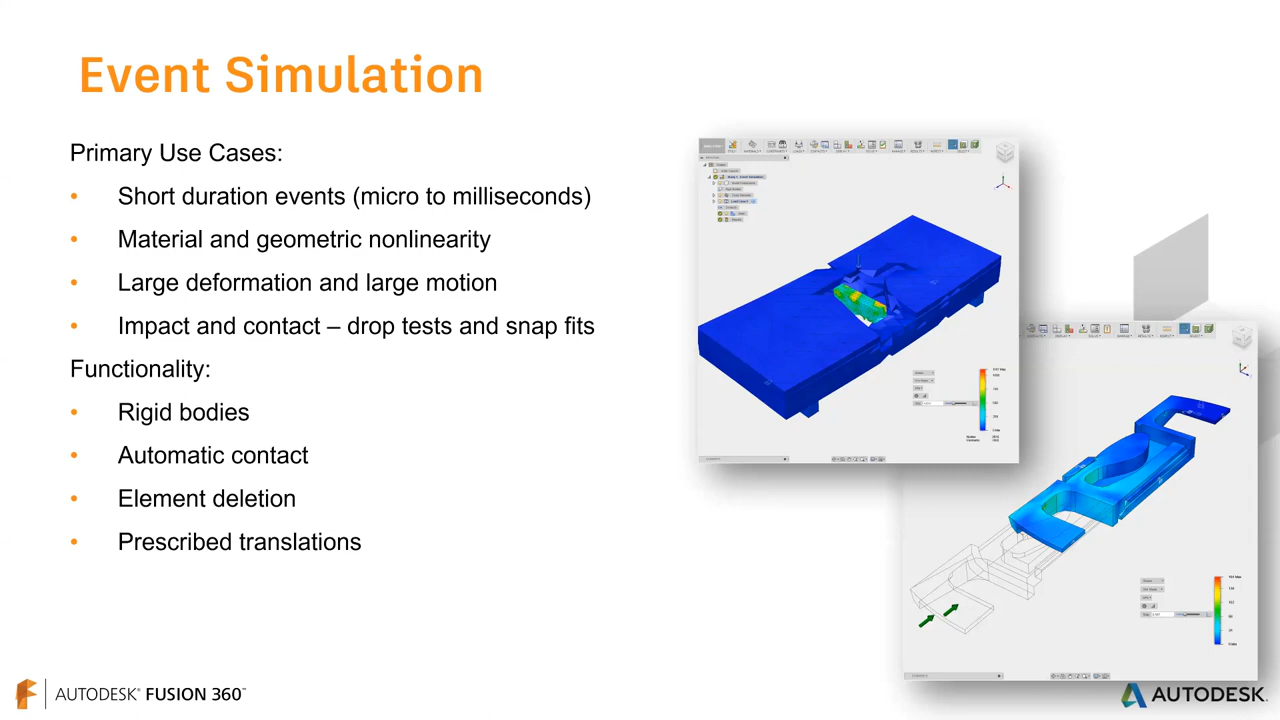 Event Simulation
Primary Use Cases:
• Short duration events (micro to milliseconds)
• Material and geometric nonlinearity
• Large deformation and large motion
• Impact and contact – drop tests and snap fits
Functionality:
• Rigid bodies
• Automatic contact
• Element deletion
• Prescribed translations
AUTODESK® FUSION 360™
AUTODESK.